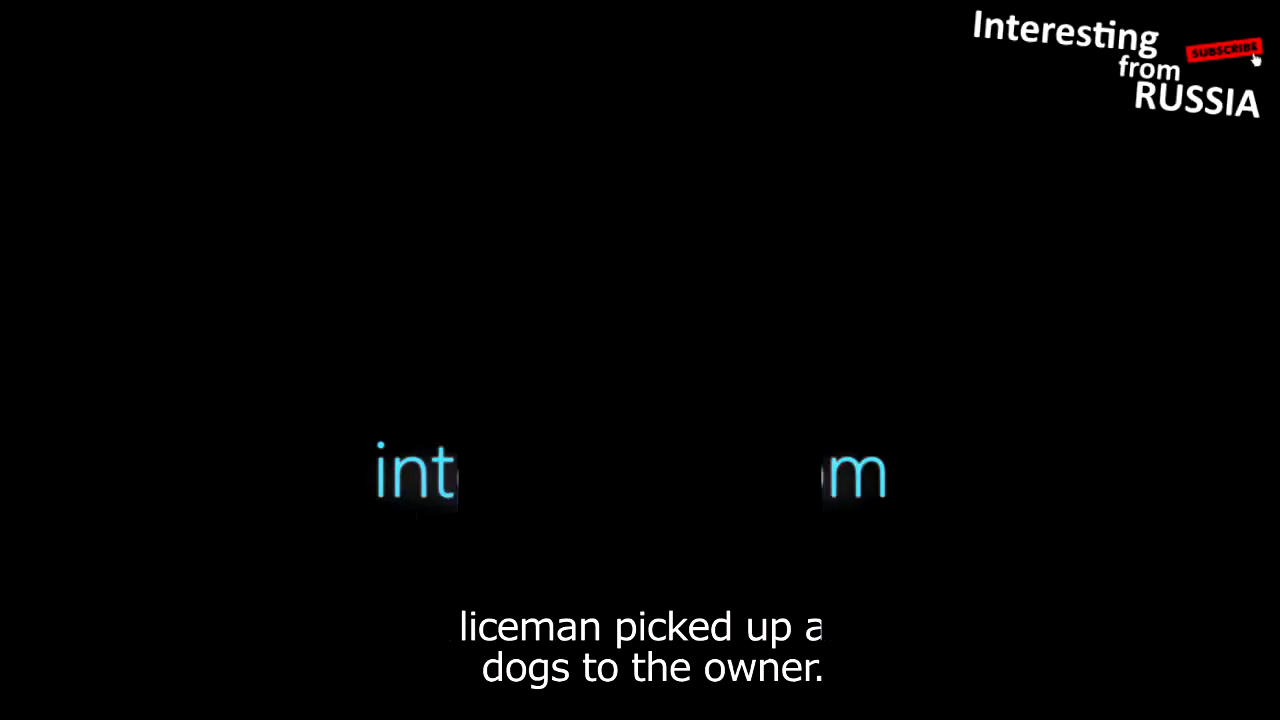 Interesting
SUBSCRIBE
from
RUSSIA
int
m
liceman picked up a
dogs to the owner.